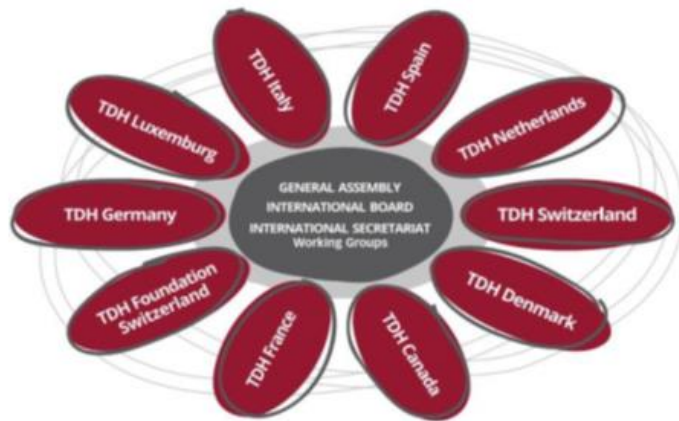 TDH Italy
TDH Spain
TDH Luxemburg
TDH Netherlands
GENERAL ASSEMBLY
INTERNATIONAL BOARD
INTERNATIONAL SECRETARIAT
Working Groups
TDH Germany
TDH Switzerland
TDH Foundation
Switzerland
TDH Denmark
TDH France
TDH Canada